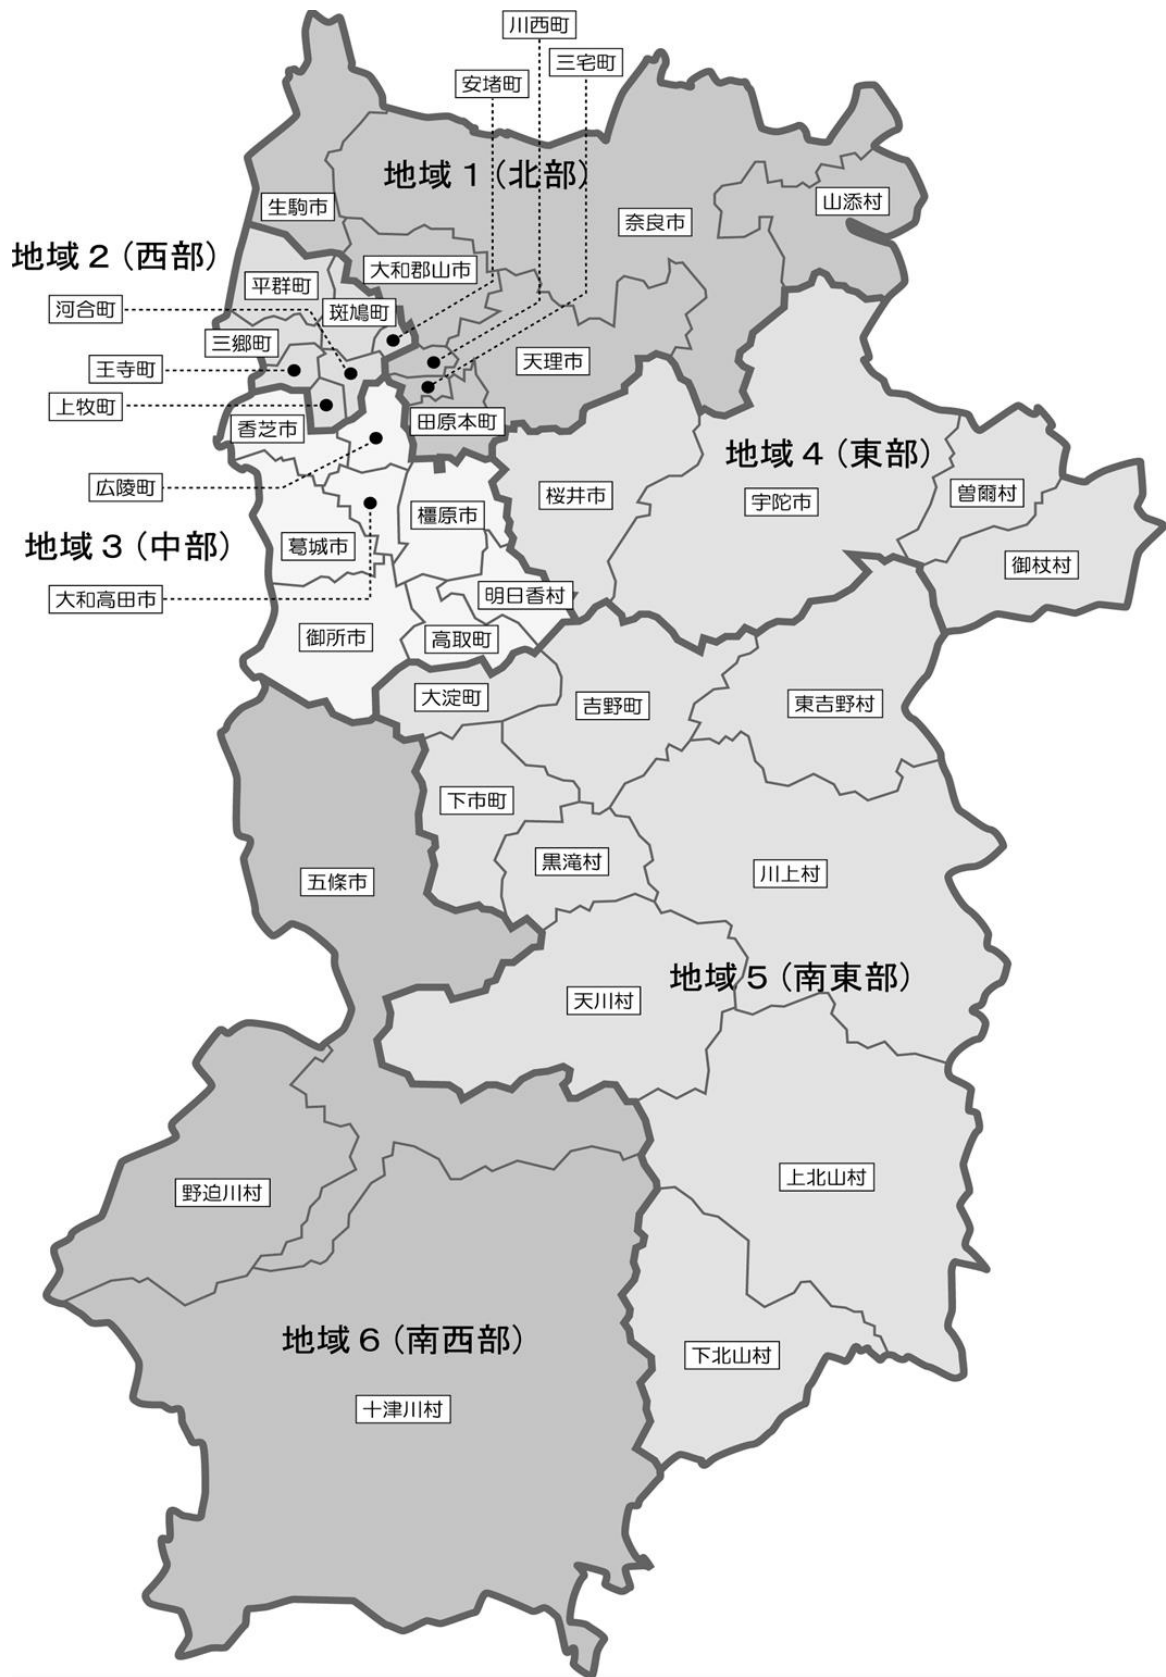 川西町
三宅町
安堵町
地域1(北部)
山添村
生駒市
奈良市
地域2(西部)
大和郡山市
平群町
河合町
斑鳩町
三郷町
天理市
王寺町
上牧町
香芝市
田原本町
地域4(東部)
広陵町
桜井市
宇陀市
曽爾村
橿原市
地域3(中部)
葛城市
御杖村
大和高田市
明日香村
御所市
高取町
大淀町
吉野町
東吉野村
下市町
黒滝村
川上村
五條市
地域5(南東部)
天川村
上北山村
野迫川村
地域6(南西部)
下北山村
十津川村